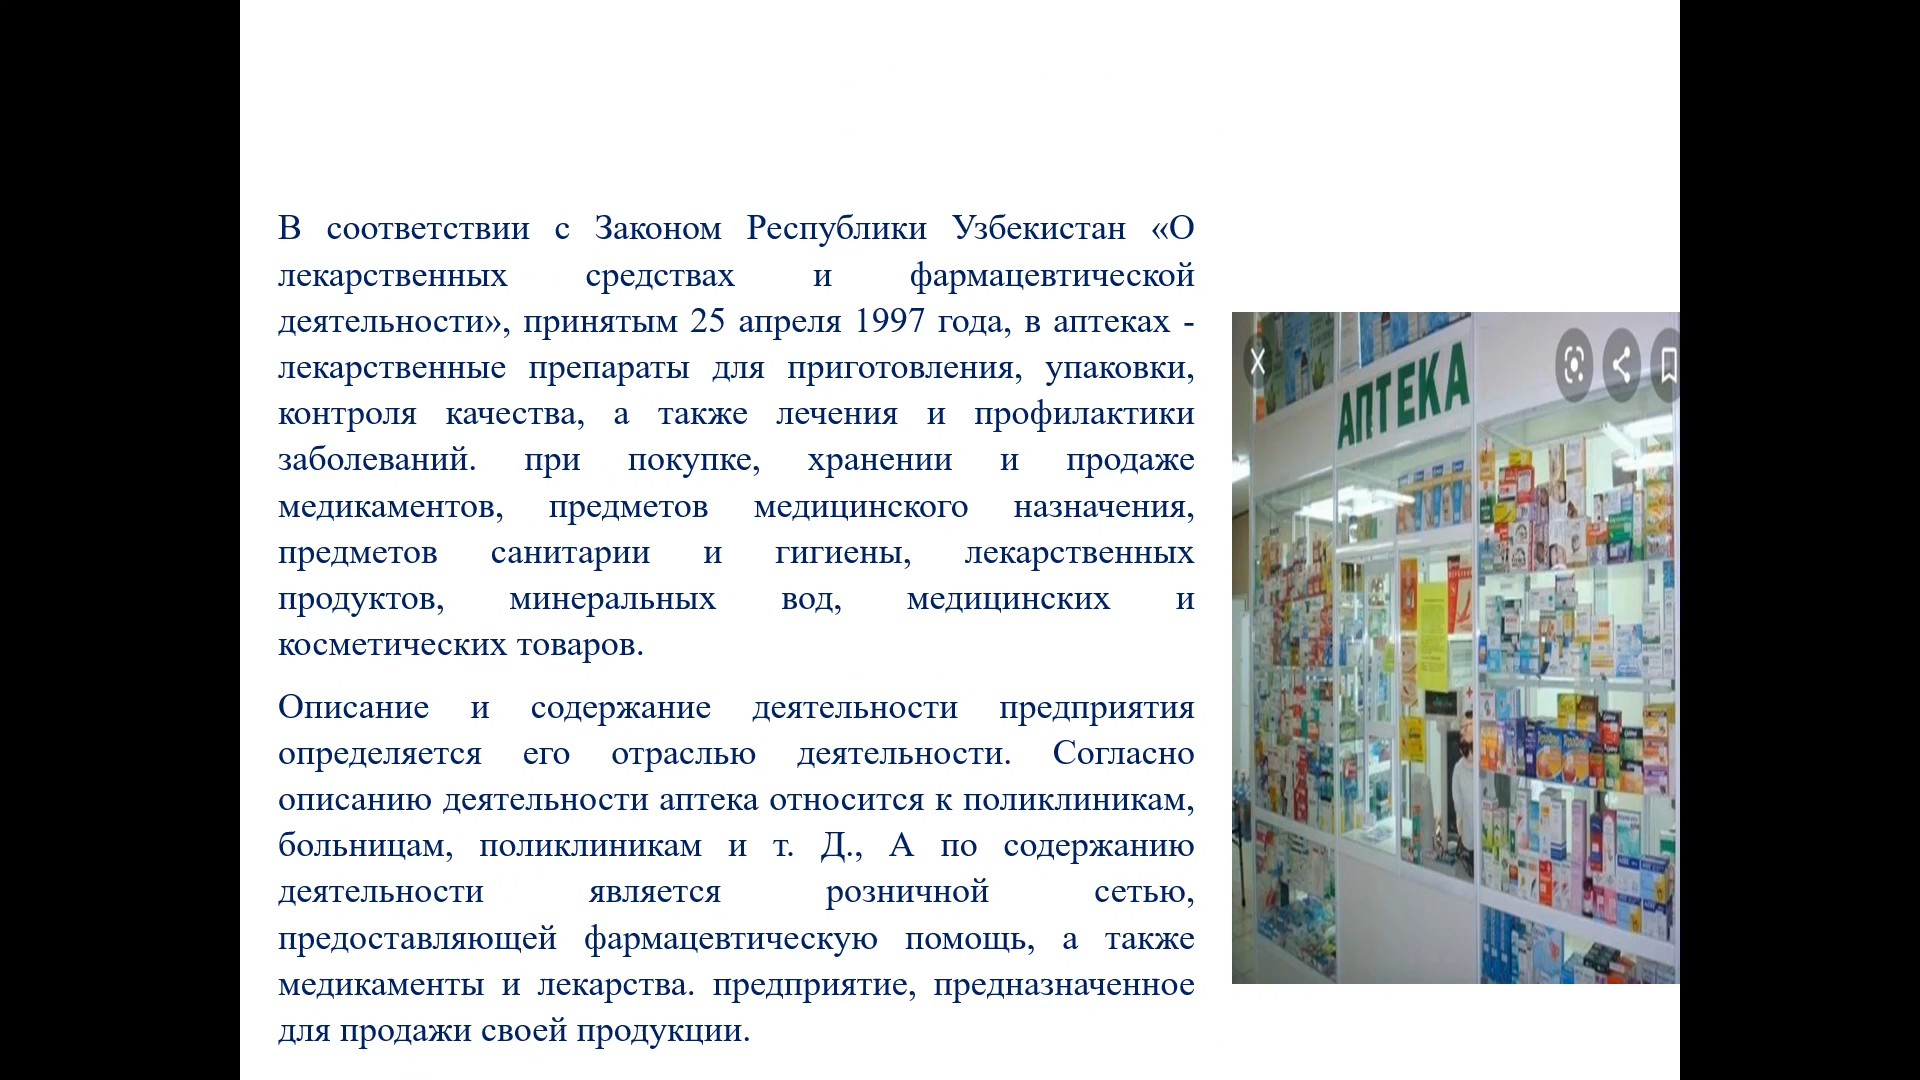 В соответствии с Законом Республики Узбекистан «О
лекарственных средствах и фармацевтической
деятельности», принятым 25 апреля 1997 года, в аптеках -
лекарственные препараты для приготовления, упаковки,
контроля качества, а также лечения и профилактики
заболеваний. при покупке, хранении и продаже
медикаментов, предметов медицинского назначения,
предметов санитарии и гигиены, лекарственных
продуктов, минеральных вод, медицинских и
косметических товаров.
Описание и содержание деятельности предприятия
определяется его отраслью деятельности. Согласно
описанию деятельности аптека относится к поликлиникам,
больницам, поликлиникам и т. Д., А по содержанию
деятельности является розничной сетью,
предоставляющей фармацевтическую помощь, а также
медикаменты и лекарства. предприятие, предназначенное
для продажи своей продукции.
АПТЕКА